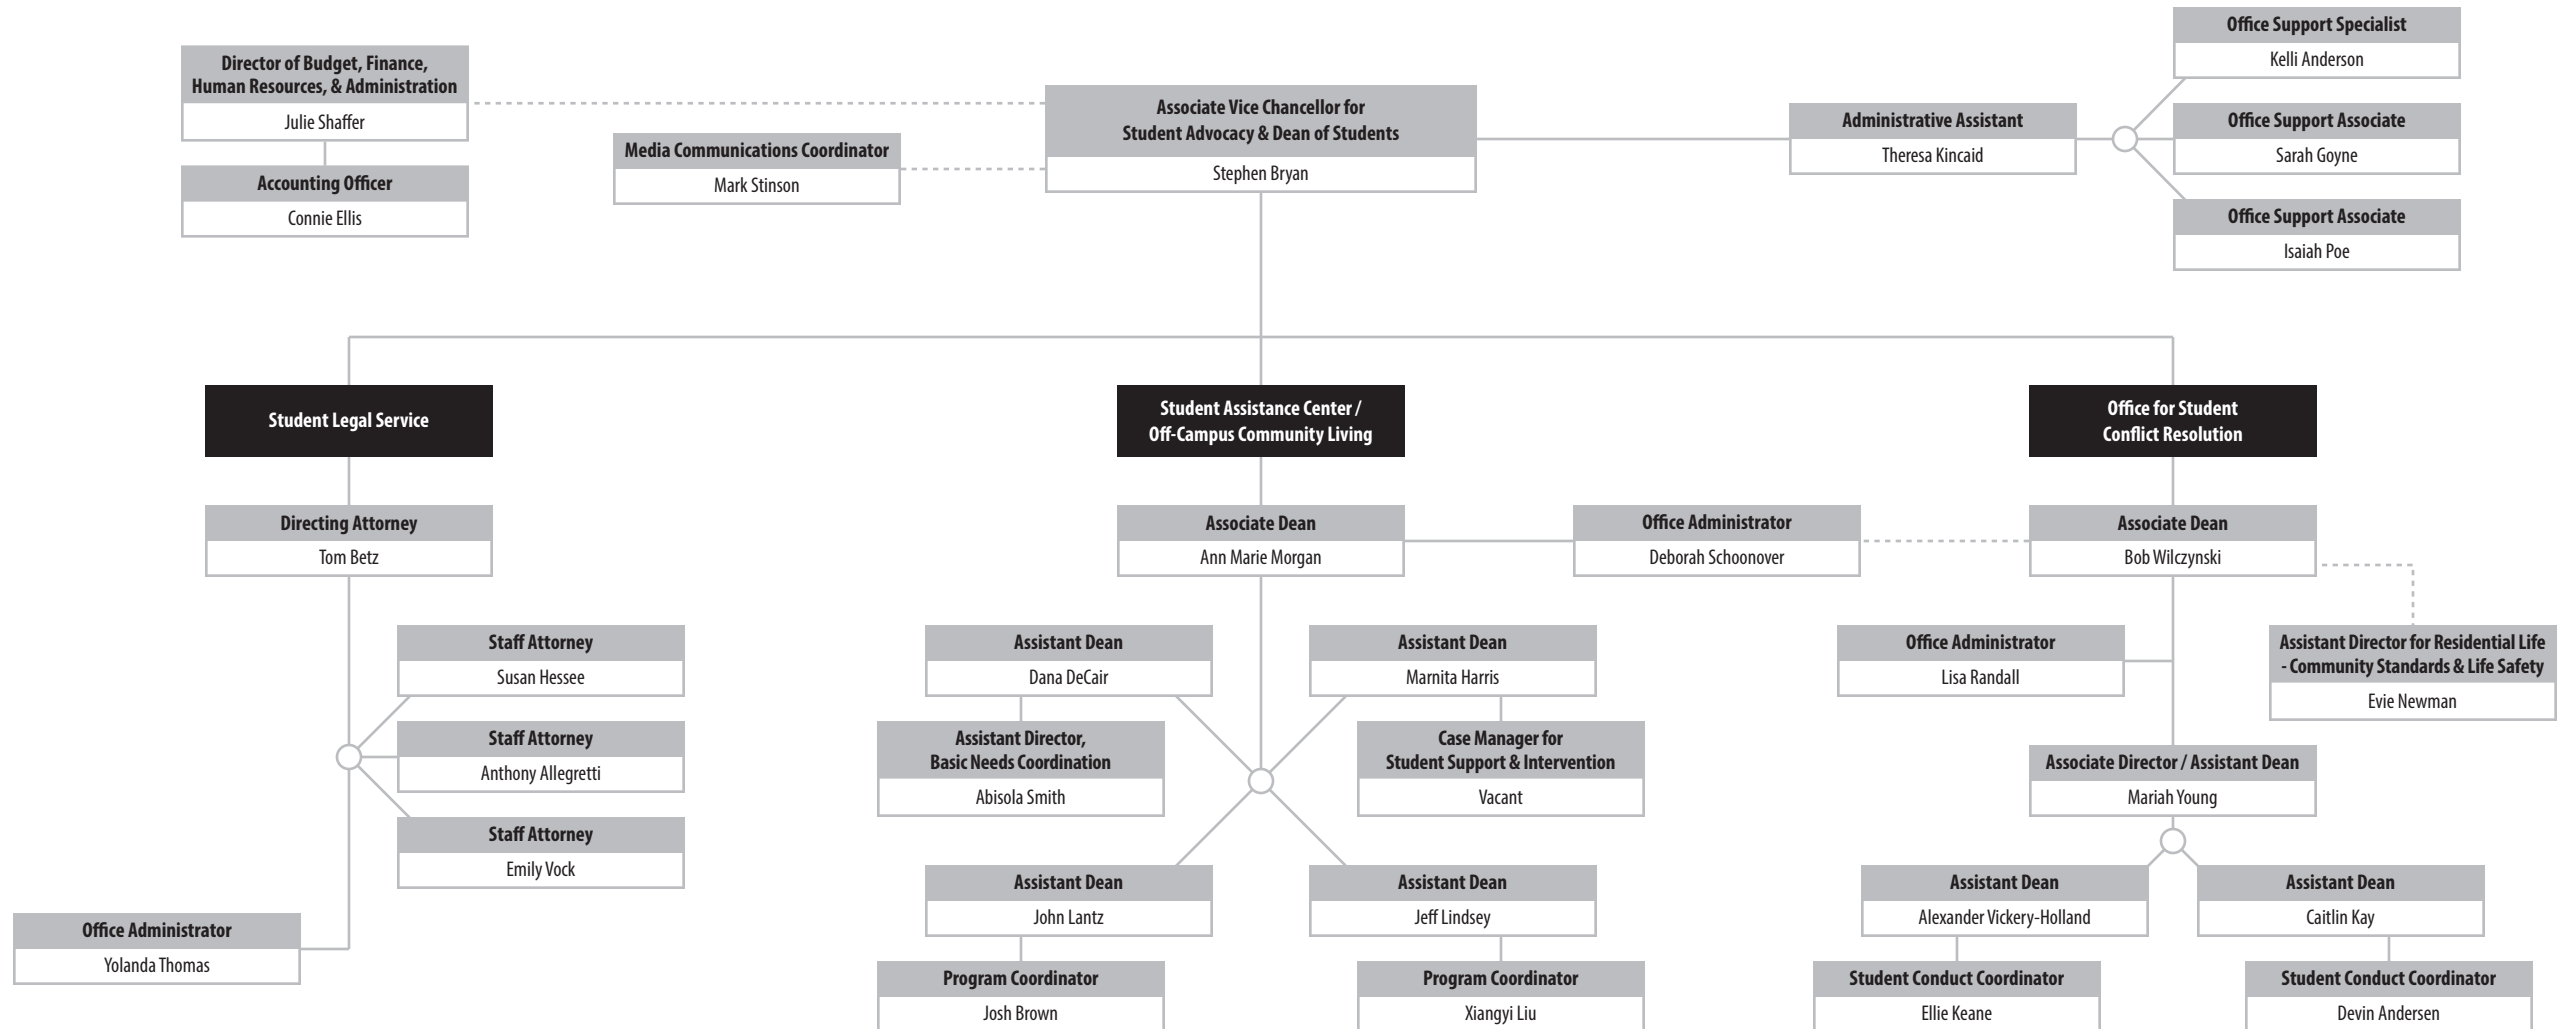 Office Support Specialist
Kelli Anderson
Director of Budget, Finance,
Human Resources, & Administration
Julie Shaffer
Associate Vice Chancellor for
Student Advocacy & Dean of Students
Stephen Bryan
Administrative Assistant
Theresa Kincaid
Office Support Associate
Sarah Goyne
Media Communications Coordinator
Mark Stinson
Accounting Officer
Connie Ellis
Office Support Associate
Isaiah Poe
Student Legal Service
Student Assistance Center /
Off-Campus Community Living
Office for Student
Conflict Resolution
Directing Attorney
Tom Betz
Associate Dean
Ann Marie Morgan
Office Administrator
Deborah Schoonover
Associate Dean
Bob Wilczynski
Staff Attorney
Susan Hessee
Assistant Dean
Dana DeCair
Assistant Dean
Marnita Harris
Office Administrator
Lisa Randall
Assistant Director for Residential Life
- Community Standards & Life Safety
Evie Newman
Staff Attorney
Anthony Allegretti
Assistant Director,
Basic Needs Coordination
Abisola Smith
Case Manager for
Student Support & Intervention
Vacant
Associate Director / Assistant Dean
Mariah Young
Staff Attorney
Emily Vock
Assistant Dean
John Lantz
Assistant Dean
Jeff Lindsey
Assistant Dean
Alexander Vickery-Holland
Assistant Dean
Caitlin Kay
Office Administrator
Yolanda Thomas
Program Coordinator
Josh Brown
Program Coordinator
Xiangyi Liu
Student Conduct Coordinator
Ellie Keane
Student Conduct Coordinator
Devin Andersen